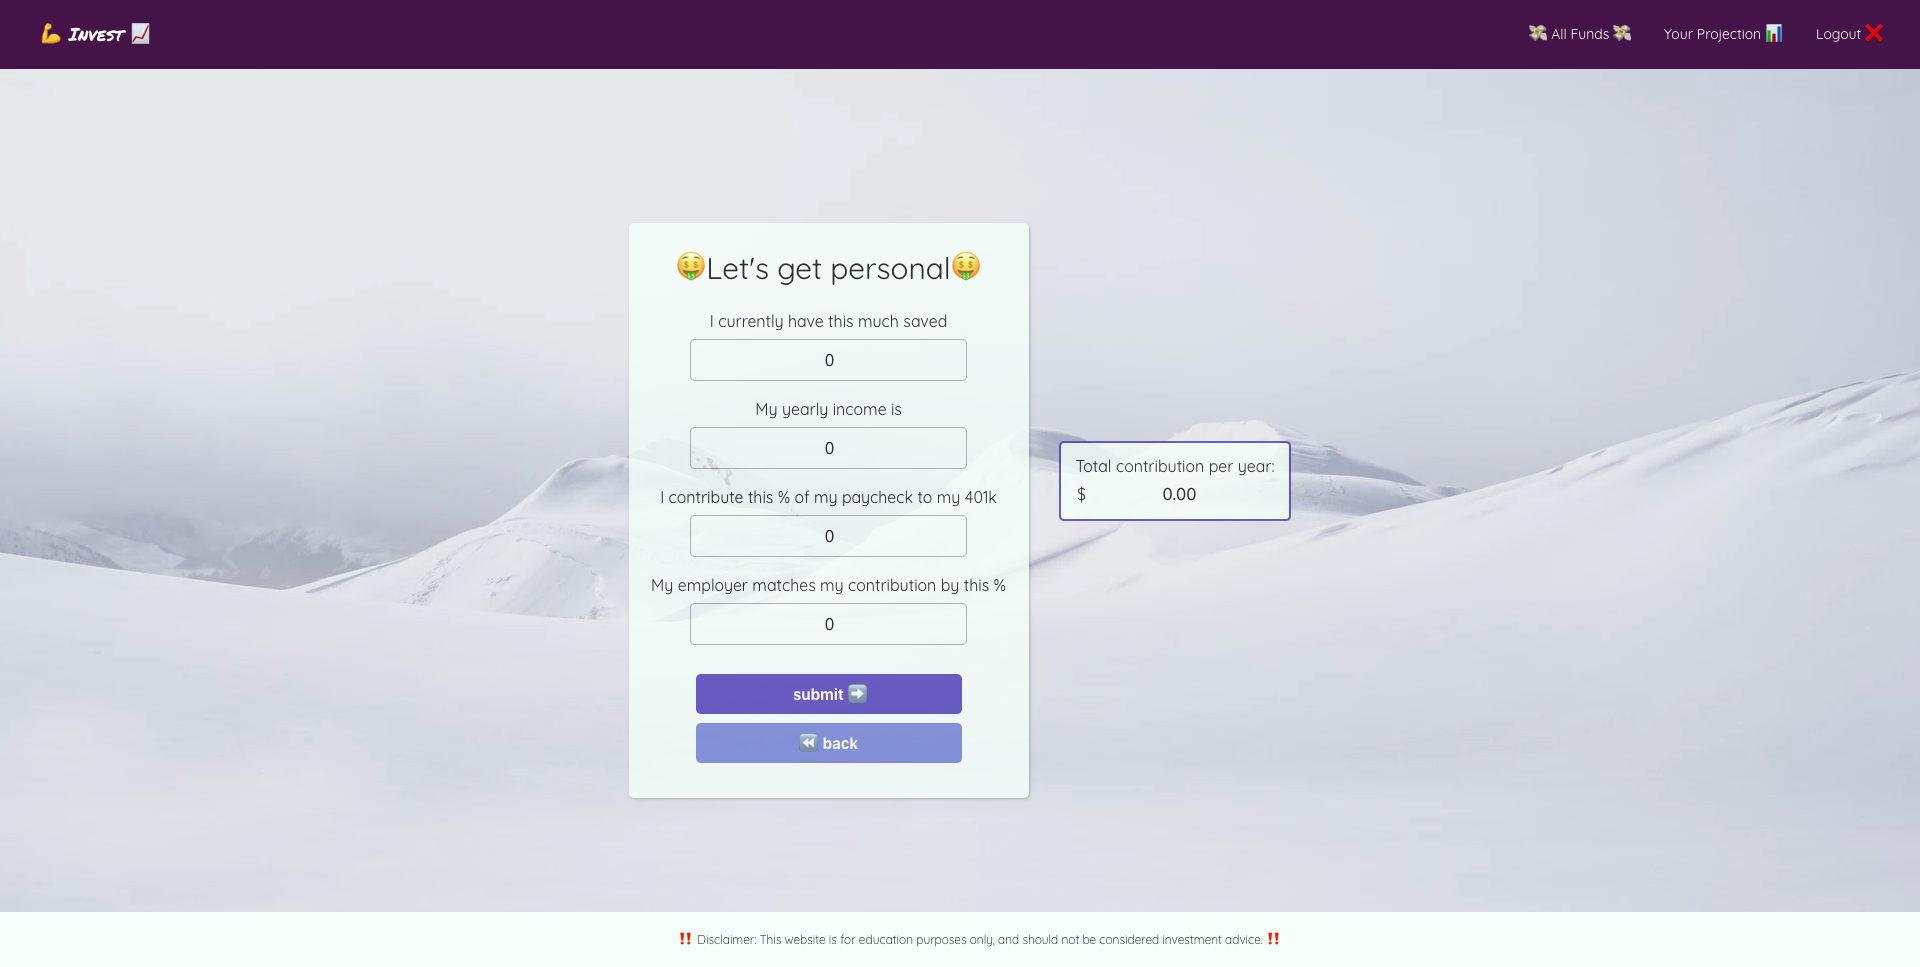 💪 Invest 📈
💸 All Funds 💸
Your Projection 📊
Logout ❌
🤑Let's get personal🤑
I currently have this much saved
0
My yearly income is
0
I contribute this % of my paycheck to my 401k
0
My employer matches my contribution by this %
0
submit ➡️
⏪ back
Total contribution per year:
$ 0.00
‼️ Disclaimer: This website is for education purposes only, and should not be considered investment advice. ‼️